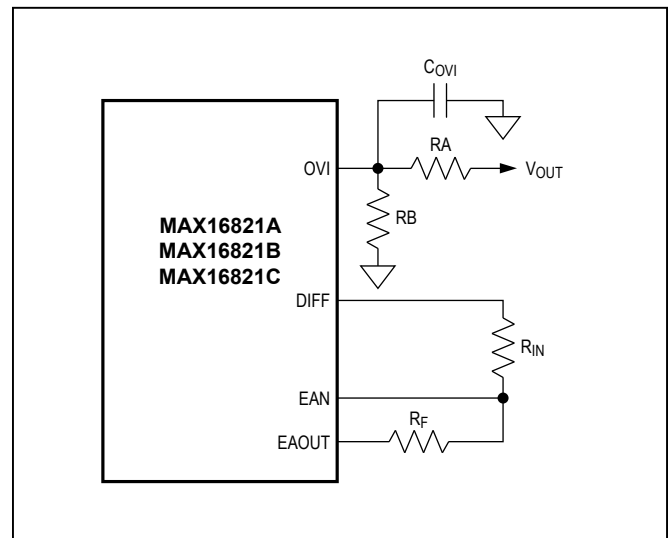 C_OVI
RA
OVI
V_OUT
RB
MAX16821A
MAX16821B
MAX16821C
DIFF
R_IN
EAN
R_F
EAOUT